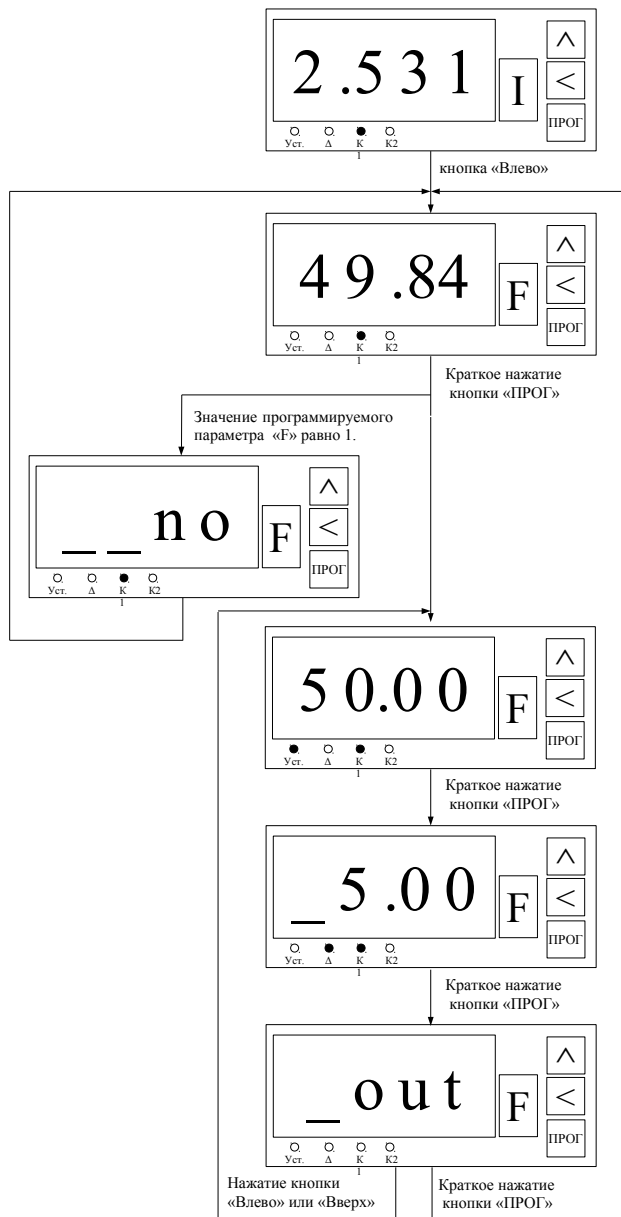 2.531
I
^
<
ПРОГ
Уст. Δ К К2
1
кнопка «Влево»
49.84
F
^
<
ПРОГ
Уст. Δ К К2
1
Краткое нажатие
кнопки «ПРОГ»
Значение программируемого
параметра «F» равно 1.
__no
F
^
<
ПРОГ
Уст. Δ К К2
1
50.00
F
^
<
ПРОГ
Уст. Δ К К2
1
Краткое нажатие
кнопки «ПРОГ»
_5.00
F
^
<
ПРОГ
Уст. Δ К К2
1
Краткое нажатие
кнопки «ПРОГ»
_out
F
^
<
ПРОГ
Уст. Δ К К2
1
Нажатие кнопки
«Влево» или «Вверх»
Краткое нажатие
кнопки «ПРОГ»